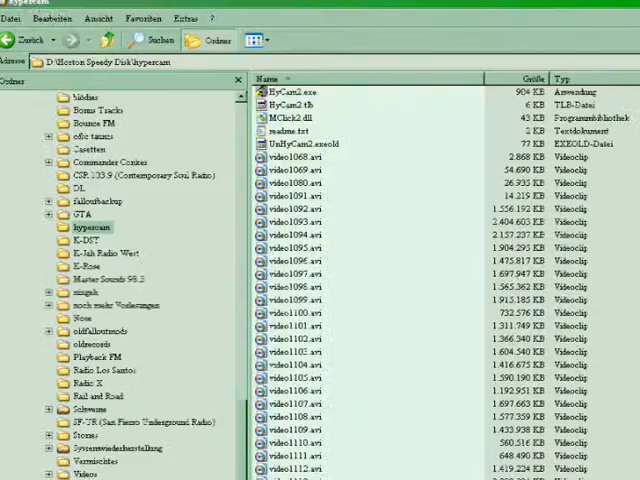 hypercam
Datei Bearbeiten Ansicht Favoriten Extras ?
Zurück Suchen Ordner
Adresse D:\Horton Speedy Disk\hypercam
Ordner
Name Größe Typ
HyCam2.exe 904 KB Anwendung
HyCam2.tlb 6 KB TLB-Datei
MClick2.dll 43 KB Programmbibliothek
readme.txt 2 KB Textdokument
UnHyCam2.exeold 77 KB EXEOLD-Datei
video1068.avi 2.868 KB Videoclip
video1069.avi 54.690 KB Videoclip
video1080.avi 26.935 KB Videoclip
video1091.avi 14.219 KB Videoclip
video1092.avi 1.556.192 KB Videoclip
video1093.avi 2.404.603 KB Videoclip
video1094.avi 2.157.237 KB Videoclip
video1095.avi 1.904.295 KB Videoclip
video1096.avi 1.475.817 KB Videoclip
video1097.avi 1.697.947 KB Videoclip
video1098.avi 1.565.362 KB Videoclip
video1099.avi 1.915.185 KB Videoclip
video1100.avi 732.576 KB Videoclip
video1101.avi 1.311.749 KB Videoclip
video1102.avi 1.366.340 KB Videoclip
video1103.avi 1.604.540 KB Videoclip
video1104.avi 1.416.675 KB Videoclip
video1105.avi 1.590.190 KB Videoclip
video1106.avi 1.192.951 KB Videoclip
video1107.avi 1.697.663 KB Videoclip
video1108.avi 1.577.359 KB Videoclip
video1109.avi 1.433.938 KB Videoclip
video1110.avi 560.516 KB Videoclip
video1111.avi 648.490 KB Videoclip
video1112.avi 1.419.224 KB Videoclip
Bonus Tracks
Bounce FM
Casetten
Commander Conker
CSR 103.9 (Contemporary Soul Radio)
DL
falloutbackup
GTA
hypercam
K-DST
K-Jah Radio West
K-Rose
Master Sounds 98.3
noch mehr Vorlesungen
Nose
oldfalloutmods
oldrecords
Playback FM
Radio Los Santos
Radio X
Rail and Road
Schweine
SF-UR (San Fierro Underground Radio)
Stories
Systemwiederherstellung
Vermischtes
Videos